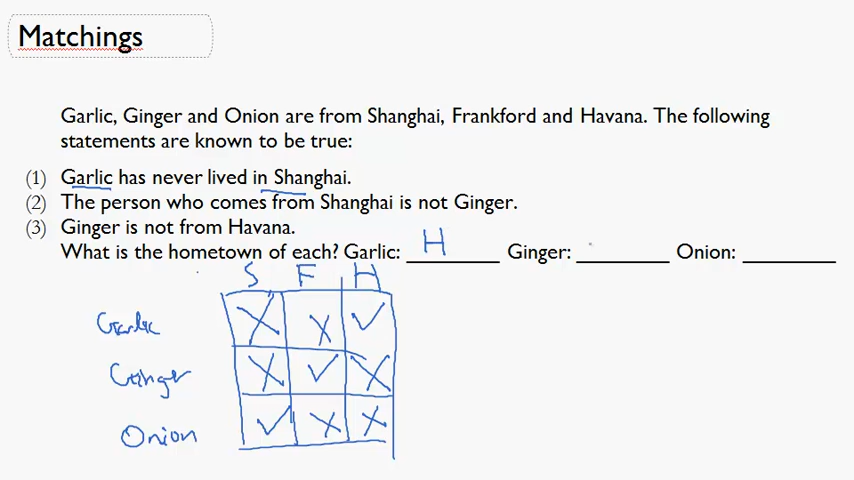 Matchings
Garlic, Ginger and Onion are from Shanghai, Frankford and Havana. The following
statements are known to be true:
(1) Garlic has never lived in Shanghai.
(2) The person who comes from Shanghai is not Ginger.
(3) Ginger is not from Havana.
What is the hometown of each? Garlic: H Ginger: ________ Onion: ________
S F H
Garlic X X ✓
Ginger X ✓ X
Onion ✓ X X